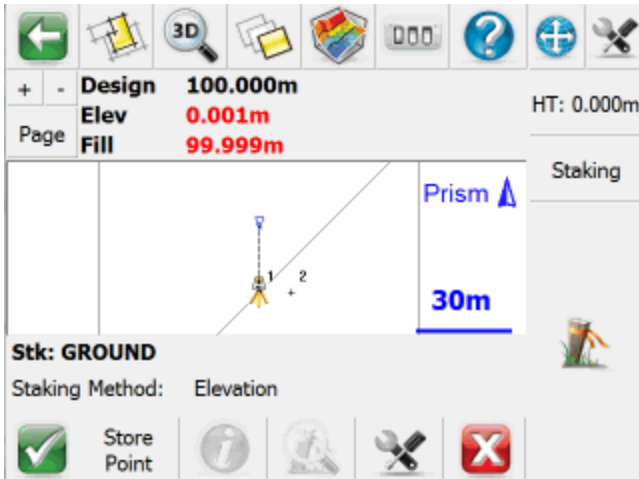 3D
+ - Design 100.000m
HT: 0.000m
Elev 0.001m
Page
Fill 99.999m
Staking
Prism
1 2
30m
Stk: GROUND
Staking Method: Elevation
Store
Point